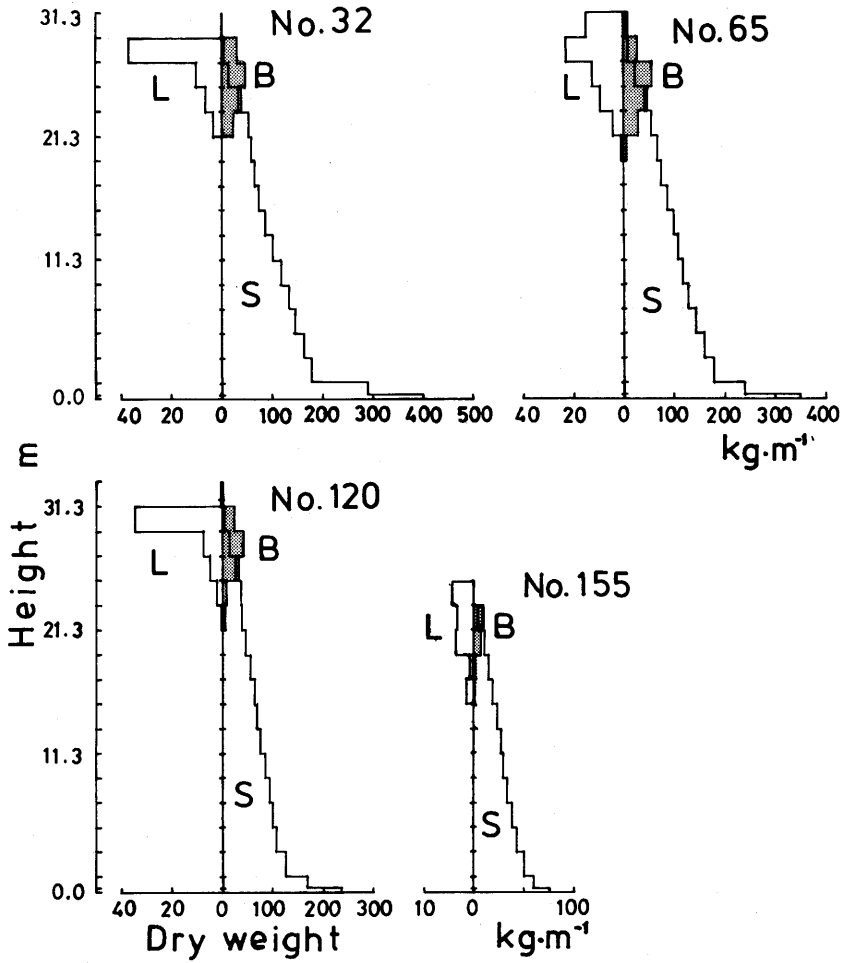 31.3
No. 32
L
B
21.3
11.3
S
0.0
40 20 0 100 200 300 400 500
No. 65
L
B
S
40 20 0 100 200 300 400
kg·m⁻¹
Height m
31.3
No. 120
L
B
21.3
11.3
S
0.0
40 20 0 100 200 300
Dry weight
No. 155
L
B
S
10 0 100
kg·m⁻¹